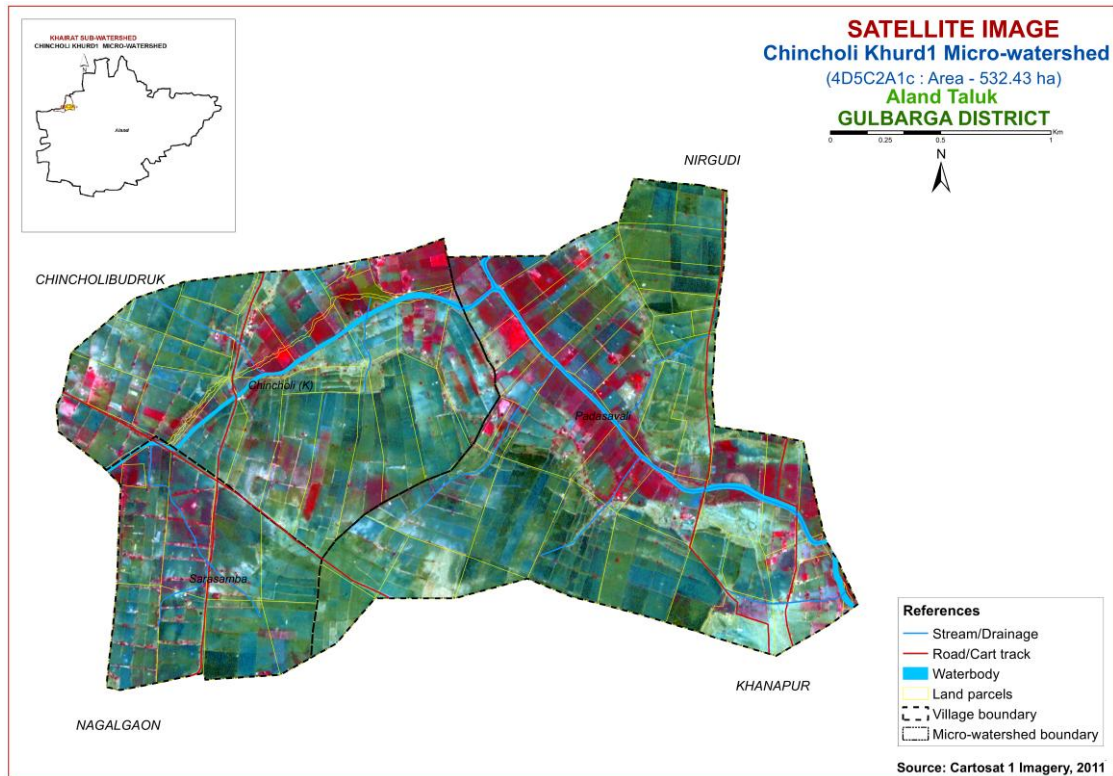 KHAIRAT SUB-WATERSHED
CHINCHOLI KHURD1 MICRO-WATERSHED
Aland
SATELLITE IMAGE
Chincholi Khurd1 Micro-watershed
(4D5C2A1c : Area - 532.43 ha)
Aland Taluk
GULBARGA DISTRICT
Km
0 0.25 0.5 1
N
NIRGUDI
CHINCHOLIBUDRUK
Chincholi (K)
Padasavali
Sarasamba
KHANAPUR
NAGALGAON
References
Stream/Drainage
Road/Cart track
Waterbody
Land parcels
Village boundary
Micro-watershed boundary
Source: Cartosat 1 Imagery, 2011